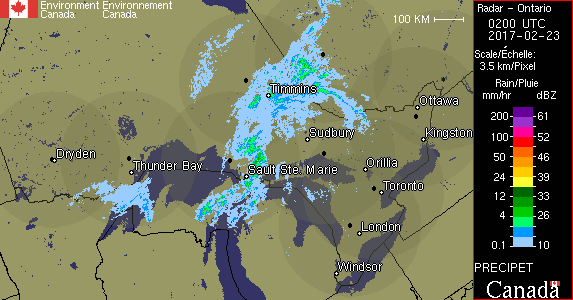 Environment Environnement
Canada Canada
100 KM
Timmins
Ottawa
Sudbury
Kingston
Dryden
Thunder Bay
Sault Ste. Marie
Orillia
Toronto
London
Windsor
Radar - Ontario
0200 UTC
2017-02-23
Scale/Échelle:
3.5 km/Pixel
Rain/Pluie
mm/hr dBZ
200 61
100 57
100 52
50 46
24 39
12 33
4 26
0.1 10
PRECIPET
Canada